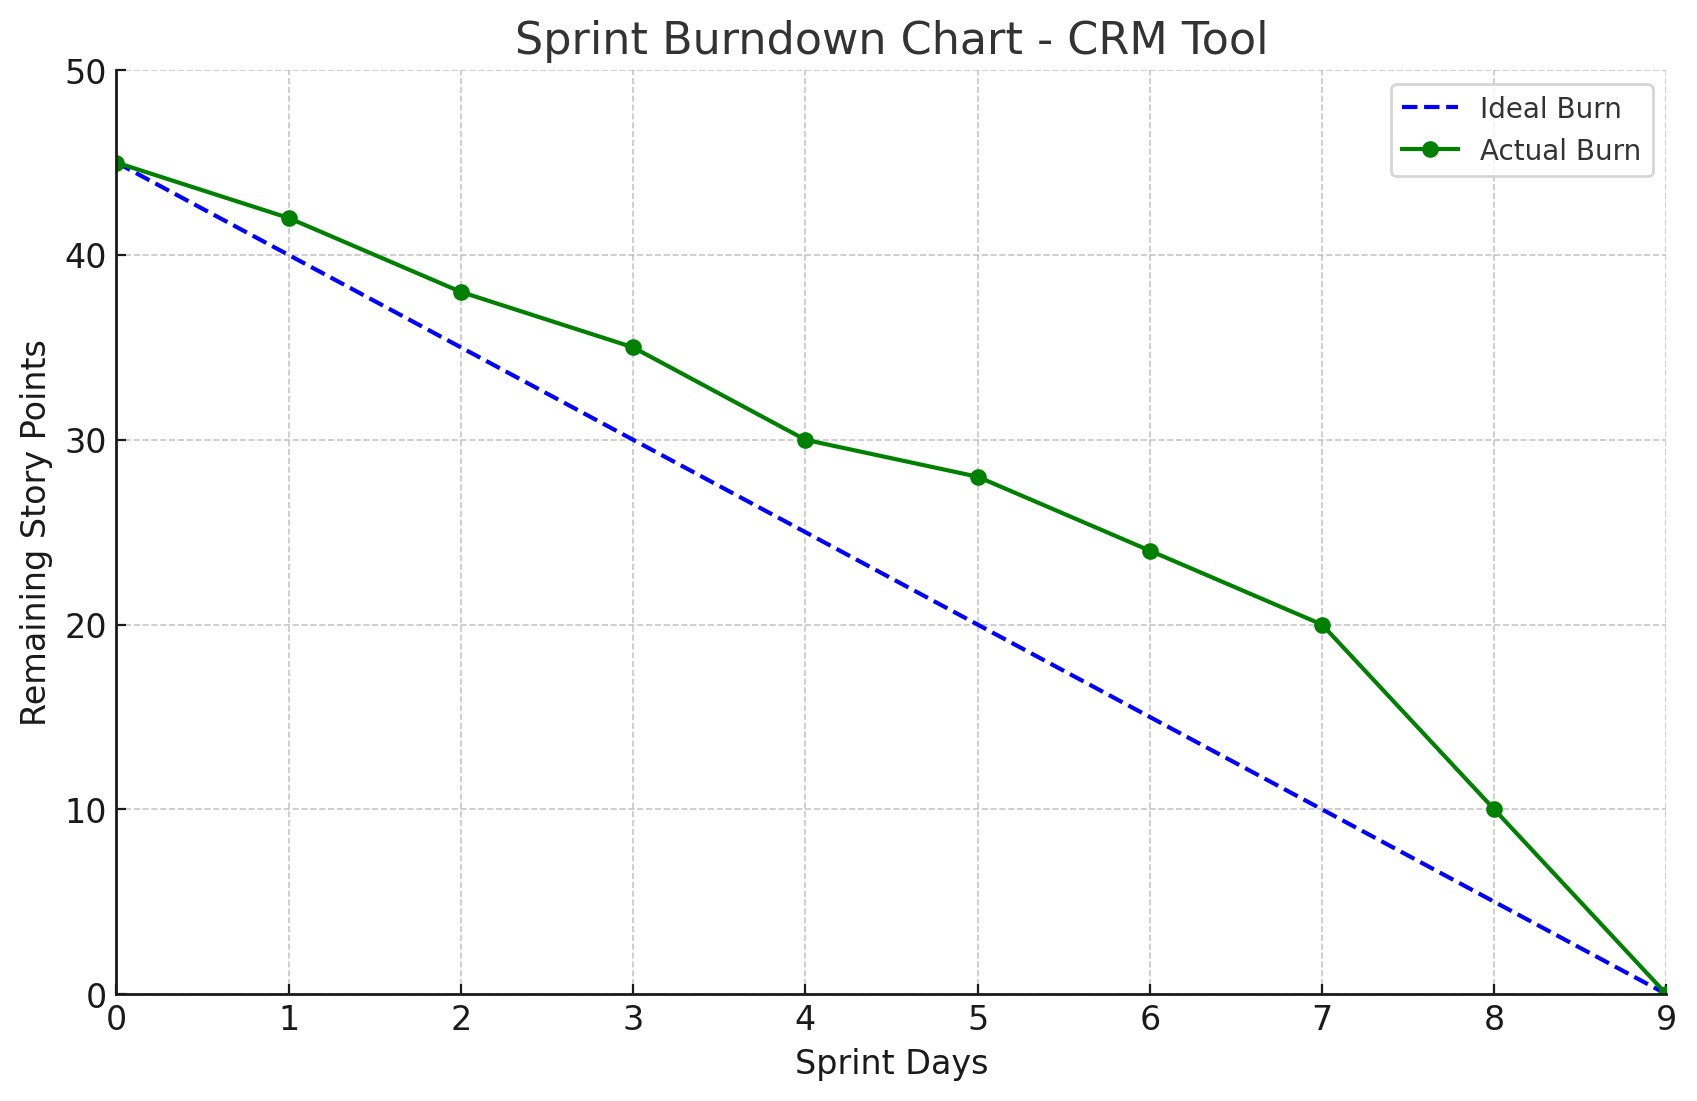 Sprint Burndown Chart - CRM Tool
Ideal Burn
Actual Burn
Remaining Story Points
50
40
30
20
10
0
0 1 2 3 4 5 6 7 8 9
Sprint Days